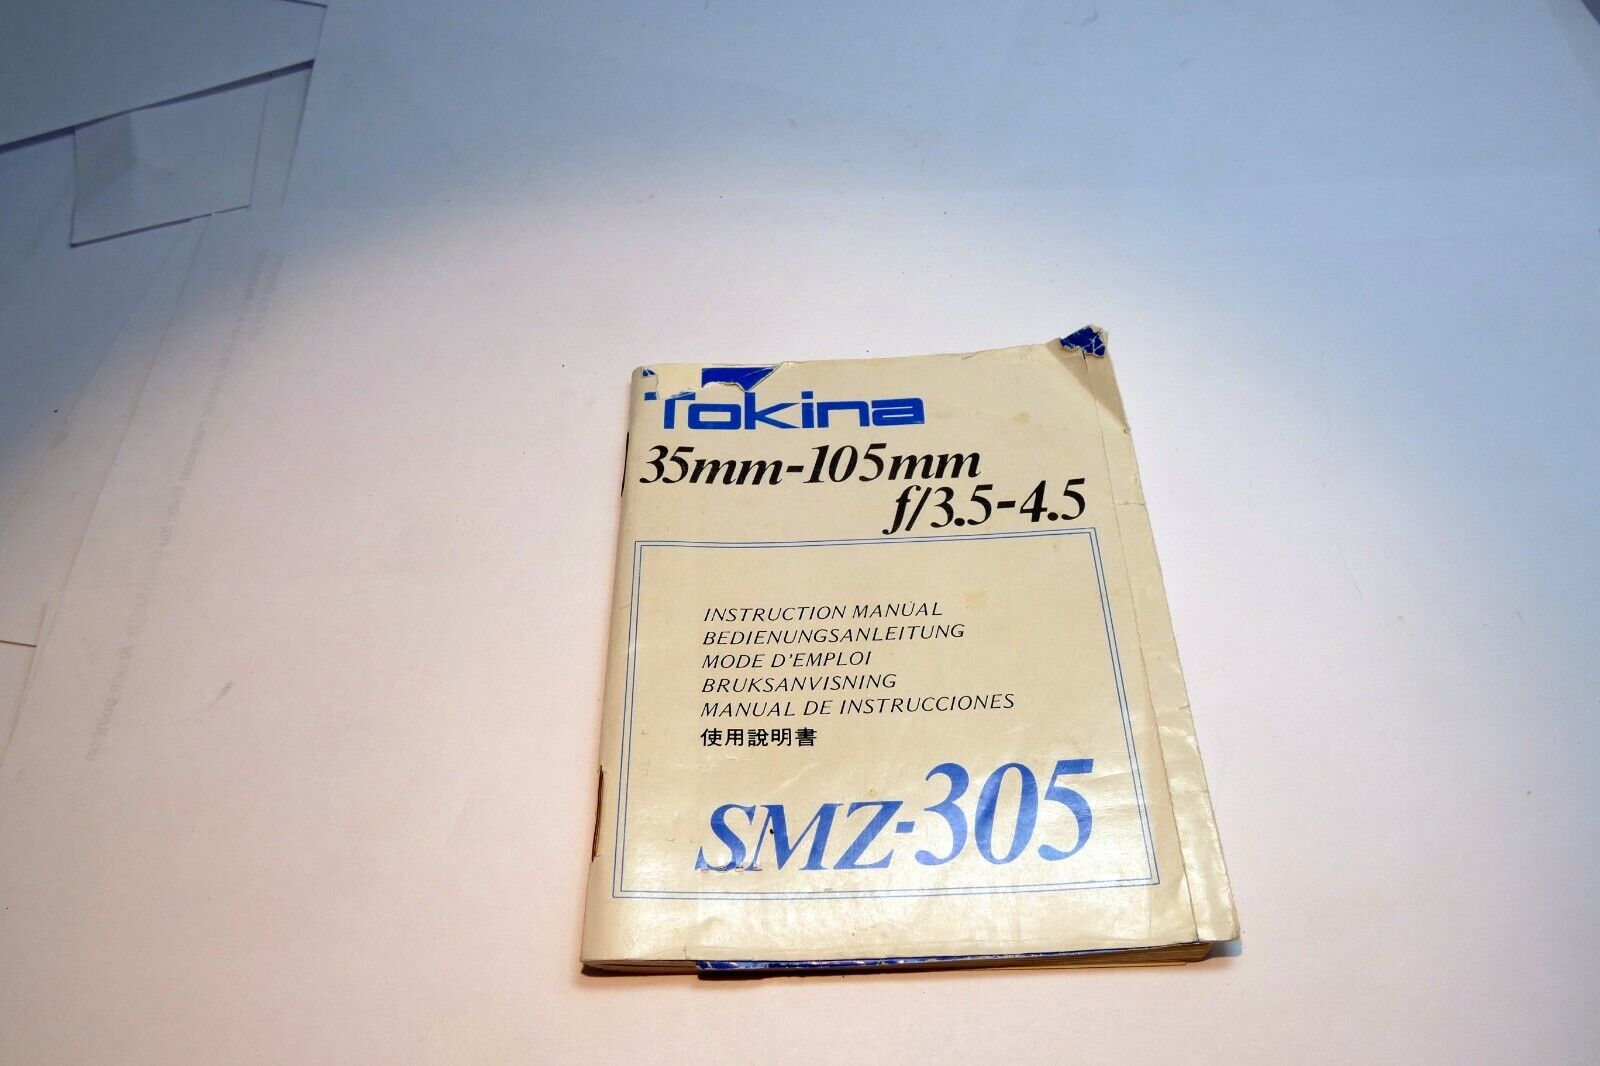 Tokina
35mm-105mm
f/3.5-4.5
INSTRUCTION MANUAL
BEDIENUNGSANLEITUNG
MODE D'EMPLOI
BRUKSANVISNING
MANUAL DE INSTRUCCIONES
使用說明書
SMZ-305